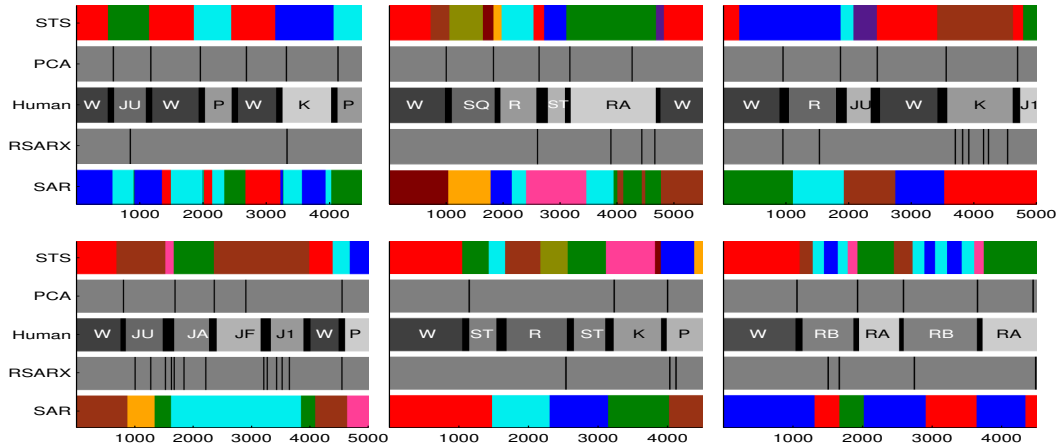 STS
PCA
Human W JU W P W K P W SQ R ST RA W W R JU W K J1
RSARX
SAR
1000 2000 3000 4000 1000 2000 3000 4000 5000 1000 2000 3000 4000 5000
STS
PCA
Human W JU JA JF J1 W P W ST R ST K P W RB RA RB RA
RSARX
SAR
1000 2000 3000 4000 5000 1000 2000 3000 4000 1000 2000 3000 4000